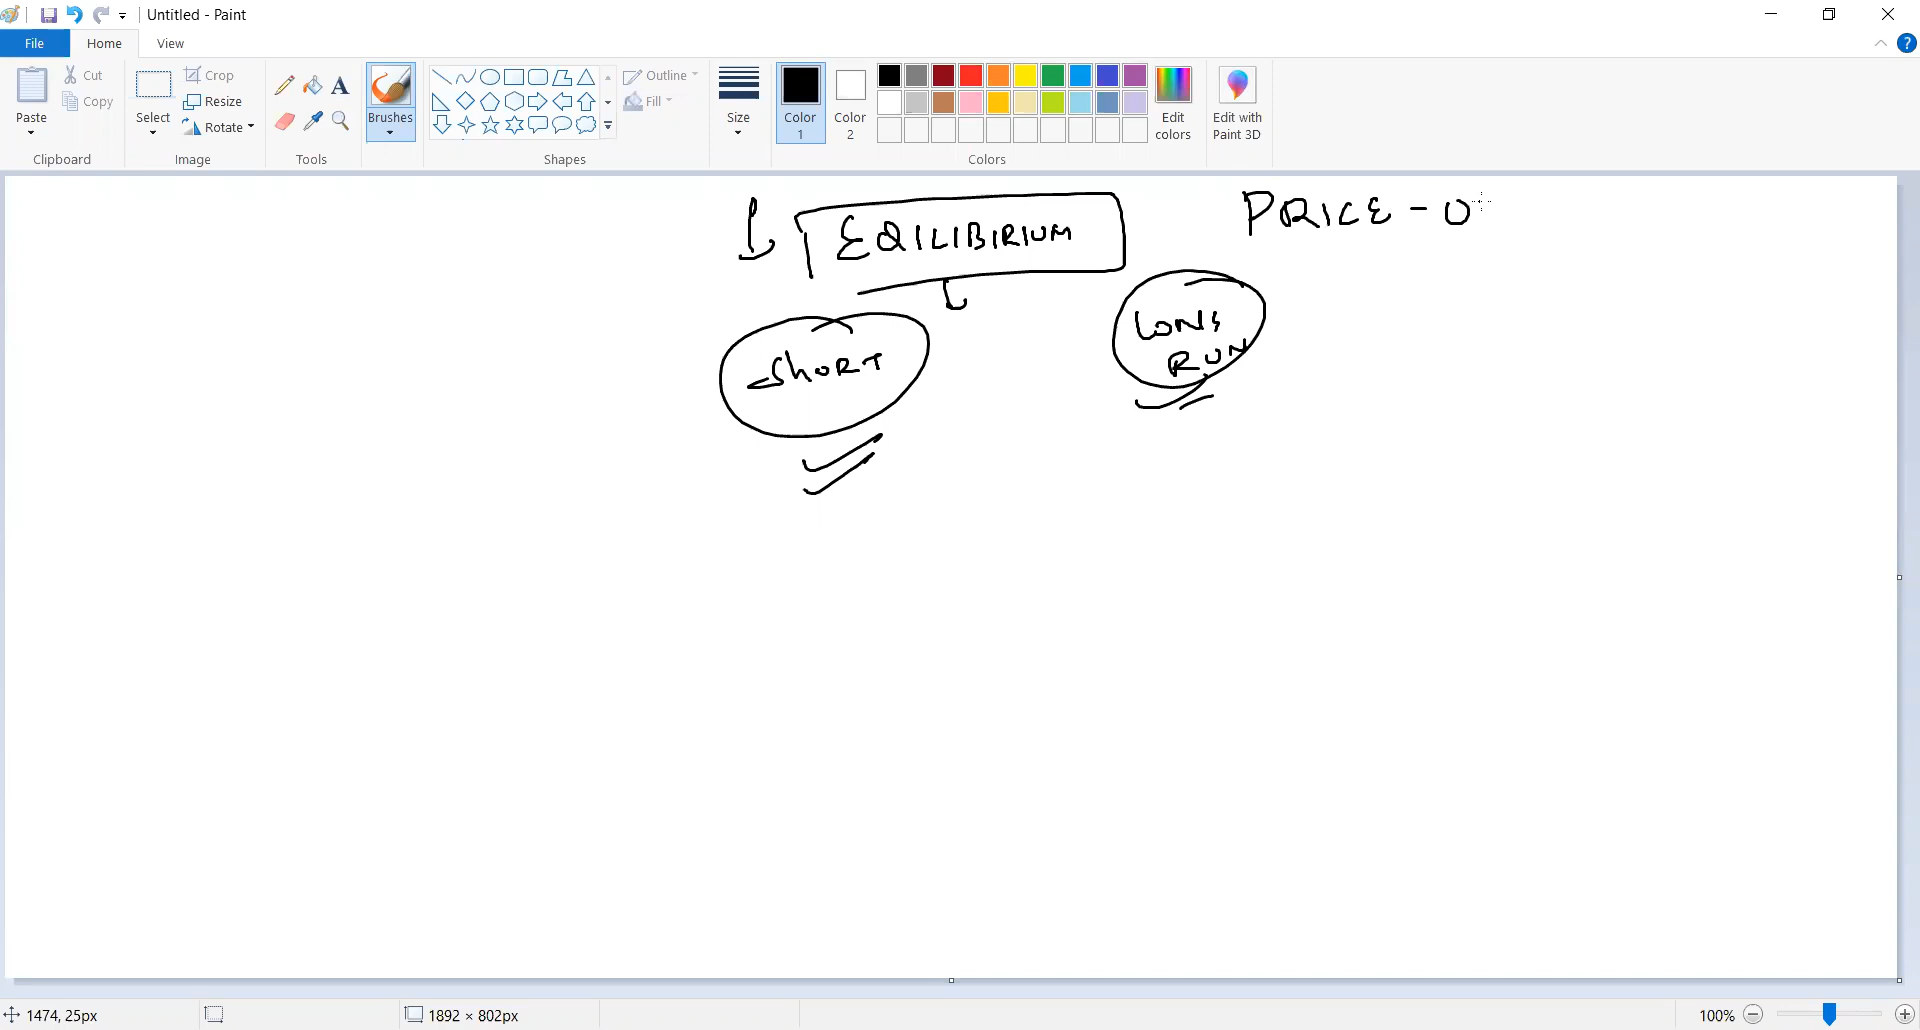 Untitled - Paint
File Home View
Paste
Cut
Copy
Clipboard
Select
Crop
Resize
Rotate
Image
A
Tools
Brushes
Shapes
Outline
Fill
Size
Color 1
Color 2
Colors
Edit colors
Edit with Paint 3D
EQILIBIRIUM
PRICE - O
SHORT
LONG
RUN
1474, 25px
1892 × 802px
100%